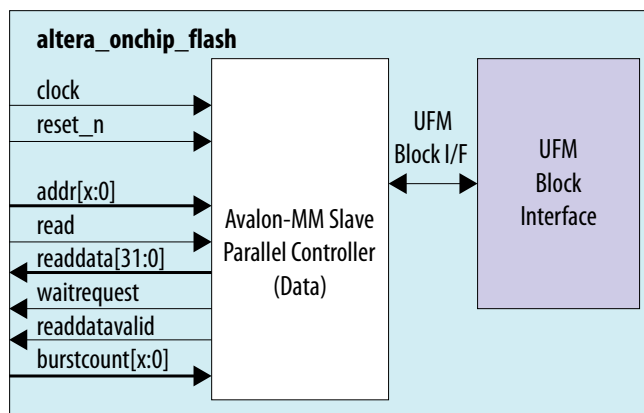 altera_onchip_flash
clock
reset_n
addr[x:0]
read
readdata[31:0]
waitrequest
readdatavalid
burstcount[x:0]
Avalon-MM Slave
Parallel Controller
(Data)
UFM
Block I/F
UFM
Block
Interface